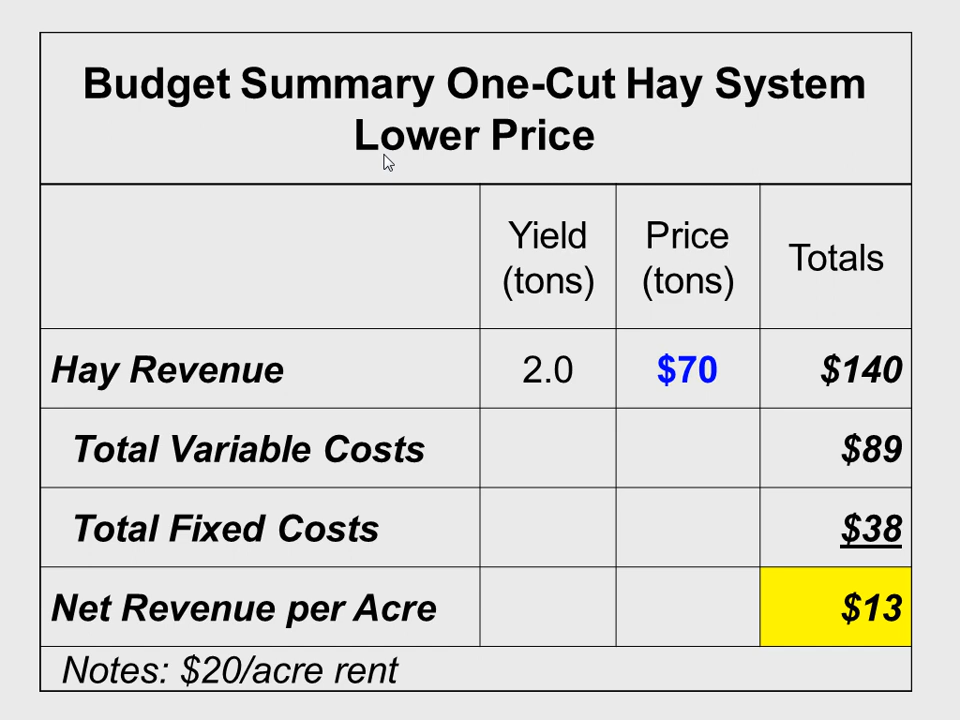 Budget Summary One-Cut Hay System
Lower Price
Yield (tons) Price (tons) Totals
Hay Revenue 2.0 $70 $140
Total Variable Costs $89
Total Fixed Costs $38
Net Revenue per Acre $13
Notes: $20/acre rent